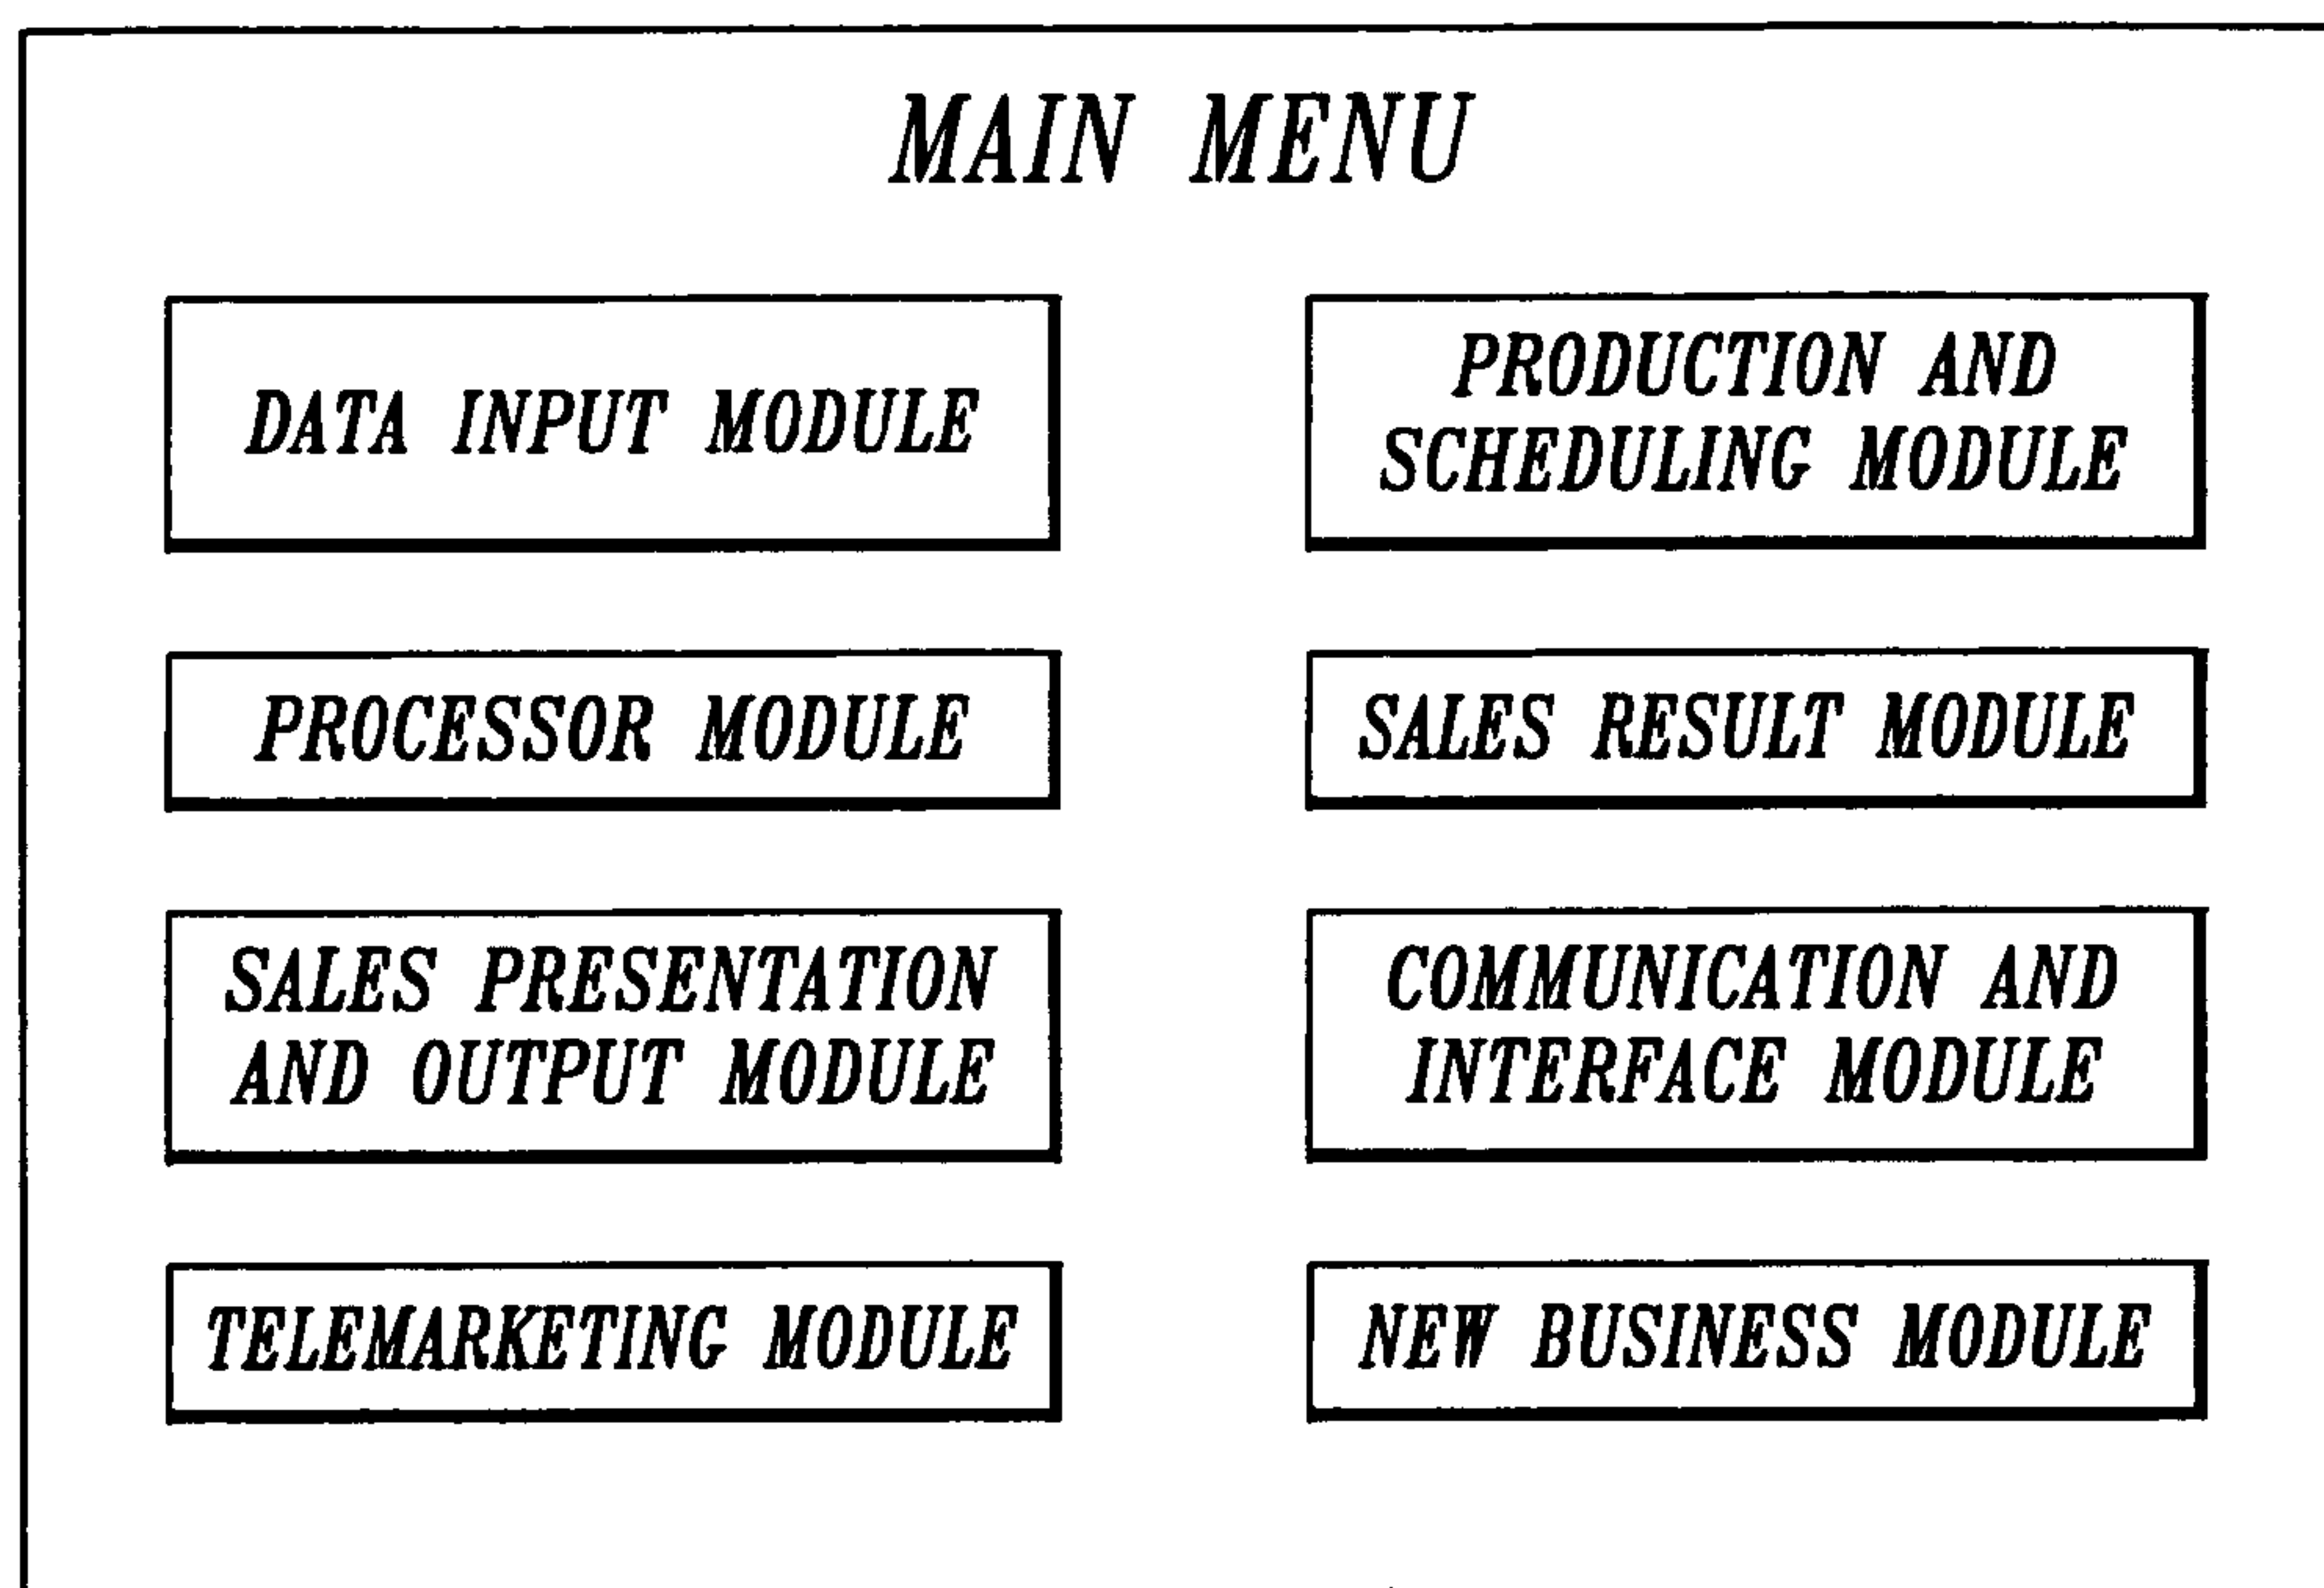 MAIN MENU
DATA INPUT MODULE
PRODUCTION AND
SCHEDULING MODULE
PROCESSOR MODULE
SALES RESULT MODULE
SALES PRESENTATION
AND OUTPUT MODULE
COMMUNICATION AND
INTERFACE MODULE
TELEMARKETING MODULE
NEW BUSINESS MODULE